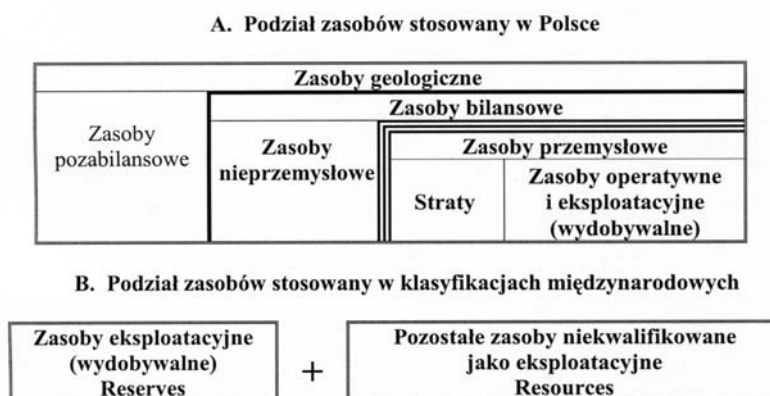 A. Podział zasobów stosowany w Polsce
Zasoby geologiczne
Zasoby
pozabilansowe
Zasoby bilansowe
Zasoby
nieprzemysłowe
Zasoby przemysłowe
Straty
Zasoby operatywne
i eksploatacyjne
(wydobywalne)
B. Podział zasobów stosowany w klasyfikacjach międzynarodowych
Zasoby eksploatacyjne
(wydobywalne)
Reserves
+
Pozostałe zasoby niekwalifikowane
jako eksploatacyjne
Resources